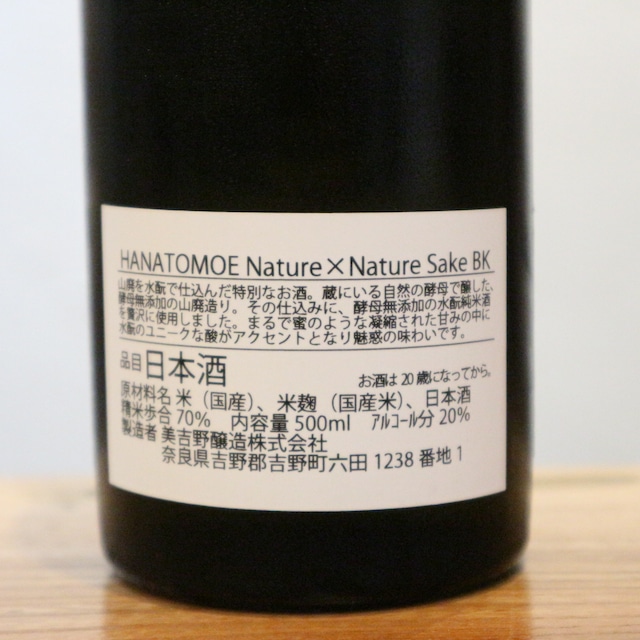 HANATOMOE Nature×Nature Sake BK
山廃を水酛で仕込んだ特別なお酒。蔵にいる自然の酵母で醸した、
酵母無添加の山廃造り。その仕込みに、酵母無添加の水酛純米酒
を贅沢に使用しました。まるで蜜のような凝縮された甘みの中に
水酛のユニークな酸がアクセントとなり魅惑の味わいです。
品目 日本酒 お酒は20歳になってから。
原材料名 米（国産）、米麹（国産米）、日本酒
精米歩合 70% 内容量 500ml アルコール分 20%
製造者 美吉野醸造株式会社
奈良県吉野郡吉野町六田 1238 番地 1